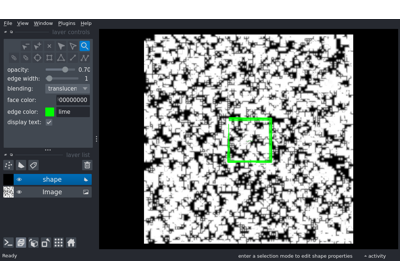 File View Window Plugins Help
layer controls
opacity: 0.70
edge width: 1
blending: translucen
face color: 00000000
edge color: lime
display text:
layer list
shape
Image
Ready enter a selection mode to edit shape properties activity